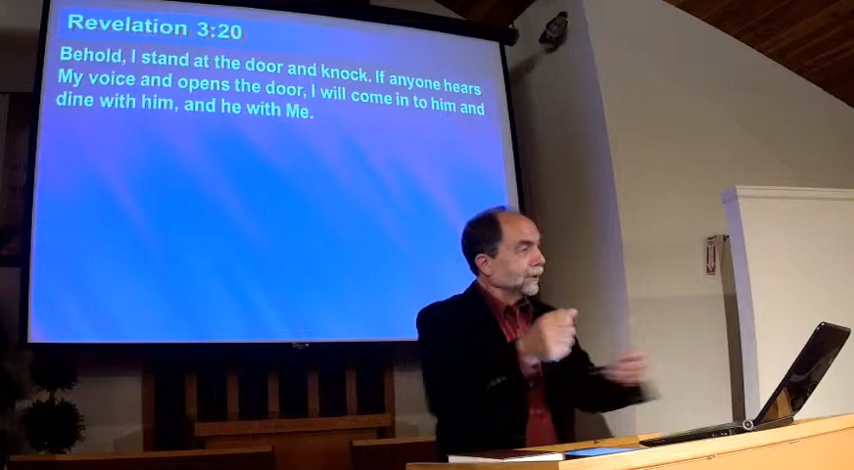 Revelation 3:20
Behold, I stand at the door and knock. If anyone hears
My voice and opens the door, I will come in to him and
dine with him, and he with Me.